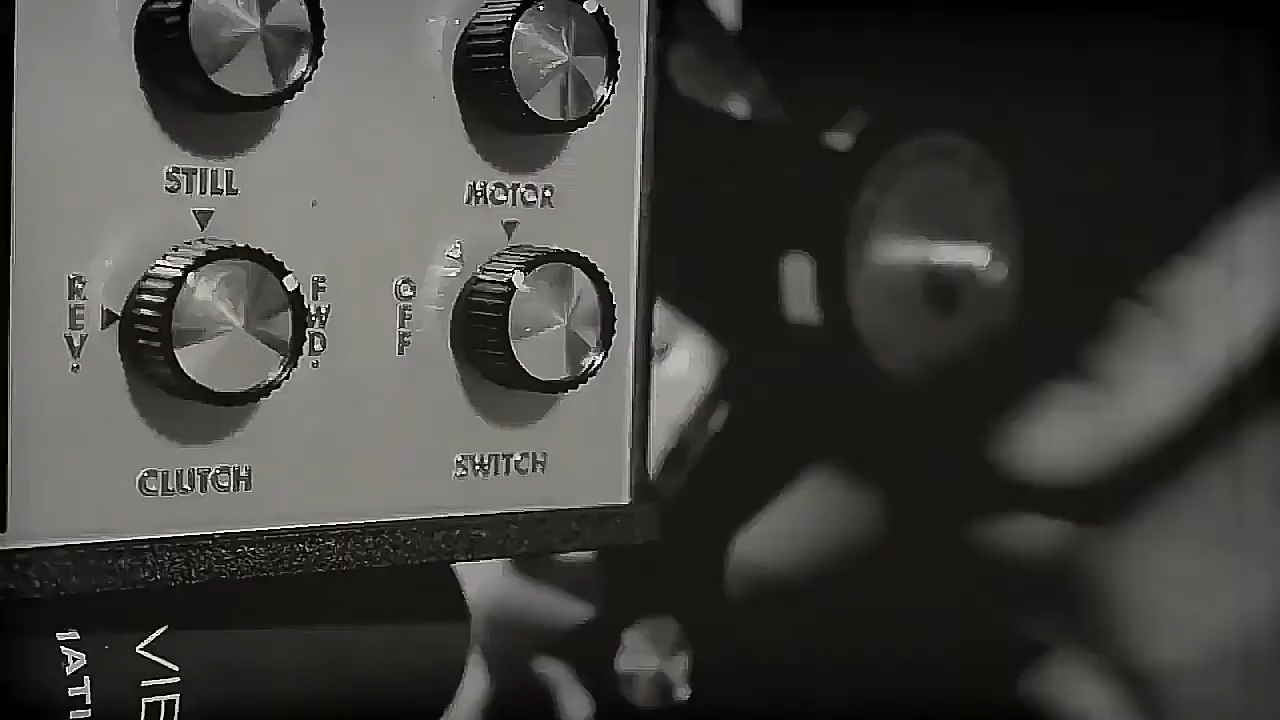 STILL
MOTOR
REV.
FWD.
OFF
CLUTCH
SWITCH